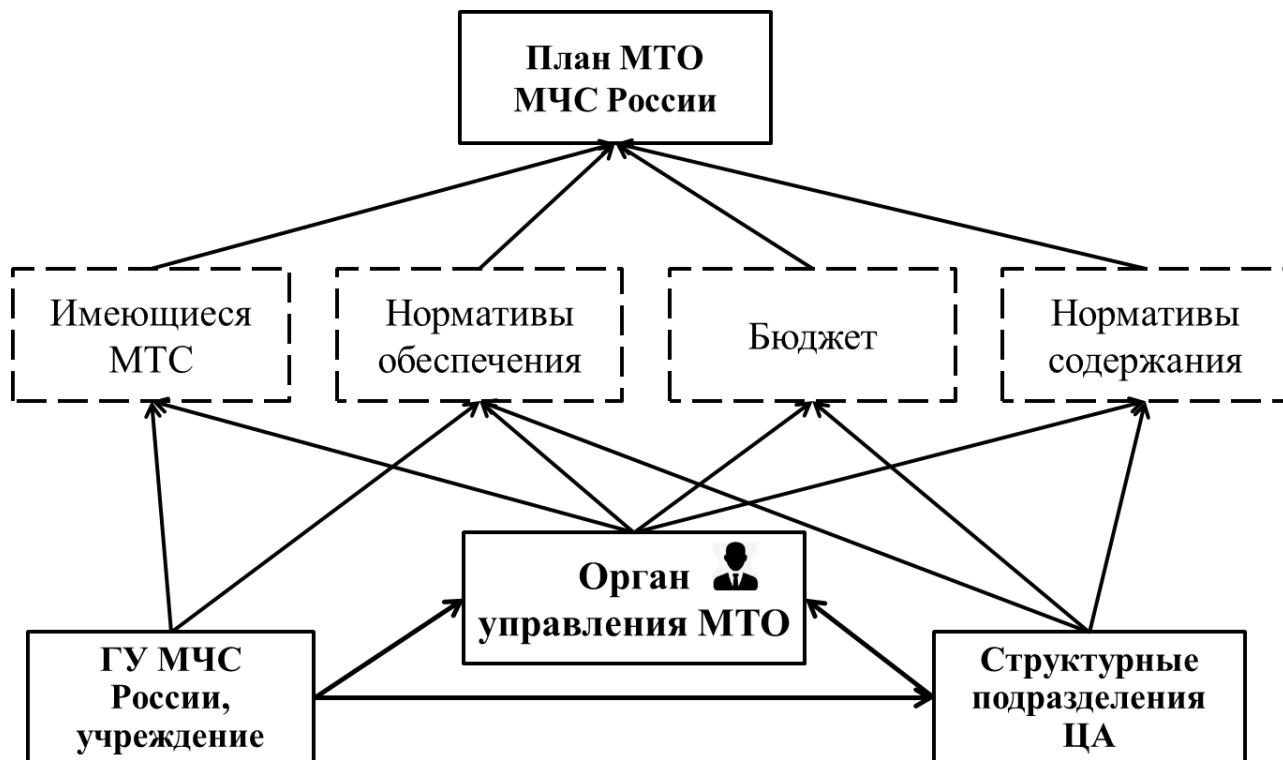 План МТО
МЧС России
Имеющиеся
МТС
Нормативы
обеспечения
Бюджет
Нормативы
содержания
Орган
управления МТО
ГУ МЧС
России,
учреждение
Структурные
подразделения
ЦА